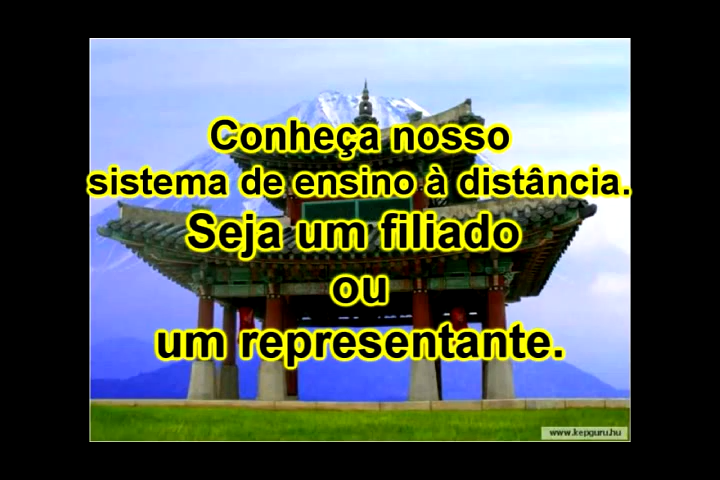 Conheça nosso
sistema de ensino à distância.
Seja um filiado
ou
um representante.
www.kepguru.hu